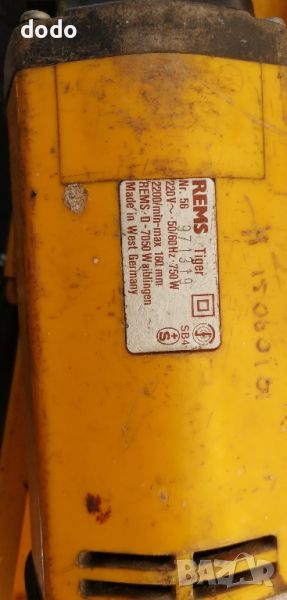 dodo
REMS Tiger
Nr. 56 971319
220V~ 50/60Hz · 750W
2200/min-max 160 mm
REMS · D-7050 Waiblingen
Made in West Germany
SB4
S
BAZAR